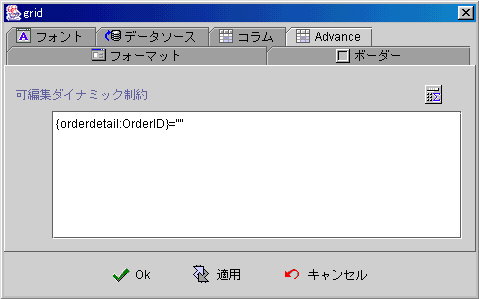 grid
フォント データソース コラム Advance
フォーマット ボーダー
可編集ダイナミック制約
{orderdetail:OrderID}=""
Ok 適用 キャンセル